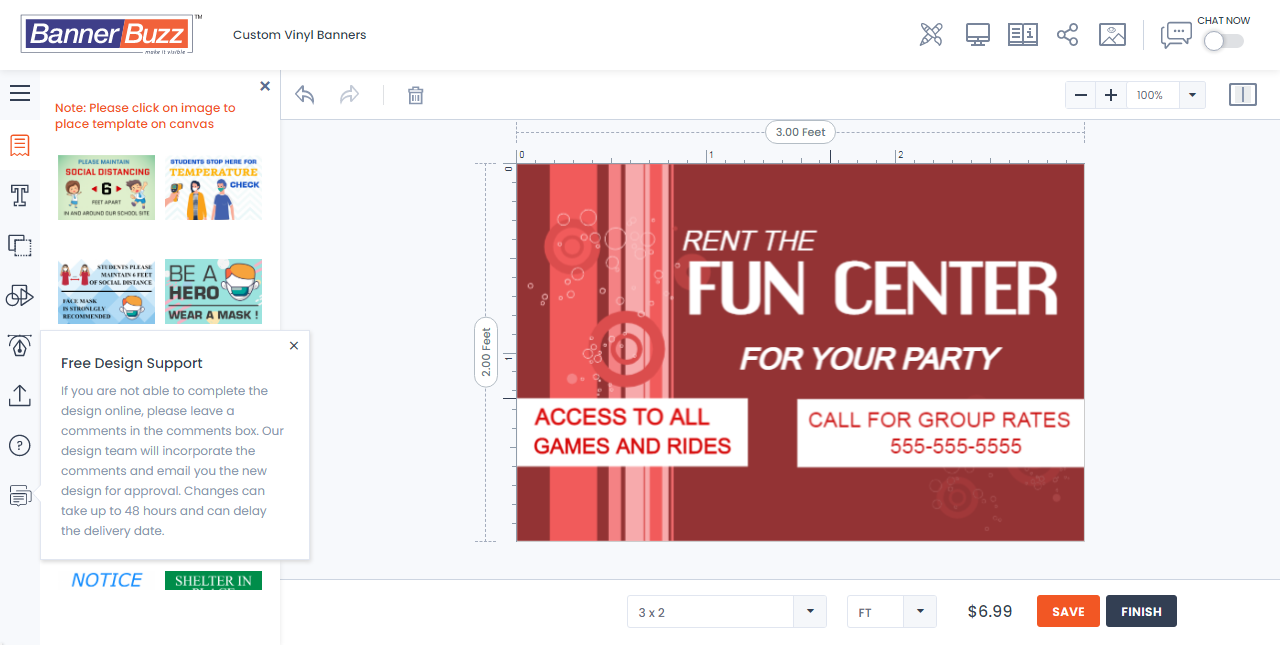 BannerBuzz™
make it visible
Custom Vinyl Banners
CHAT NOW
Note: Please click on image to
place template on canvas
100%
PLEASE MAINTAIN
SOCIAL DISTANCING
6
FEET APART
IN AND AROUND OUR SCHOOL SITE
STUDENTS STOP HERE FOR
TEMPERATURE
CHECK
STUDENTS PLEASE
MAINTAIN 6 FEET
OF SOCIAL DISTANCE
FACE MASK
IS STRONLGLY
RECOMMENDED
BE A
HERO
WEAR A MASK !
Free Design Support
If you are not able to complete the
design online, please leave a
comments in the comments box. Our
design team will incorporate the
comments and email you the new
design for approval. Changes can
take up to 48 hours and can delay
the delivery date.
NOTICE
SHELTER IN
PLACE
3.00 Feet
0 1 2
0
1
2.00 Feet
RENT THE
FUN CENTER
FOR YOUR PARTY
ACCESS TO ALL
GAMES AND RIDES
CALL FOR GROUP RATES
555-555-5555
3 x 2
FT
$6.99
SAVE
FINISH